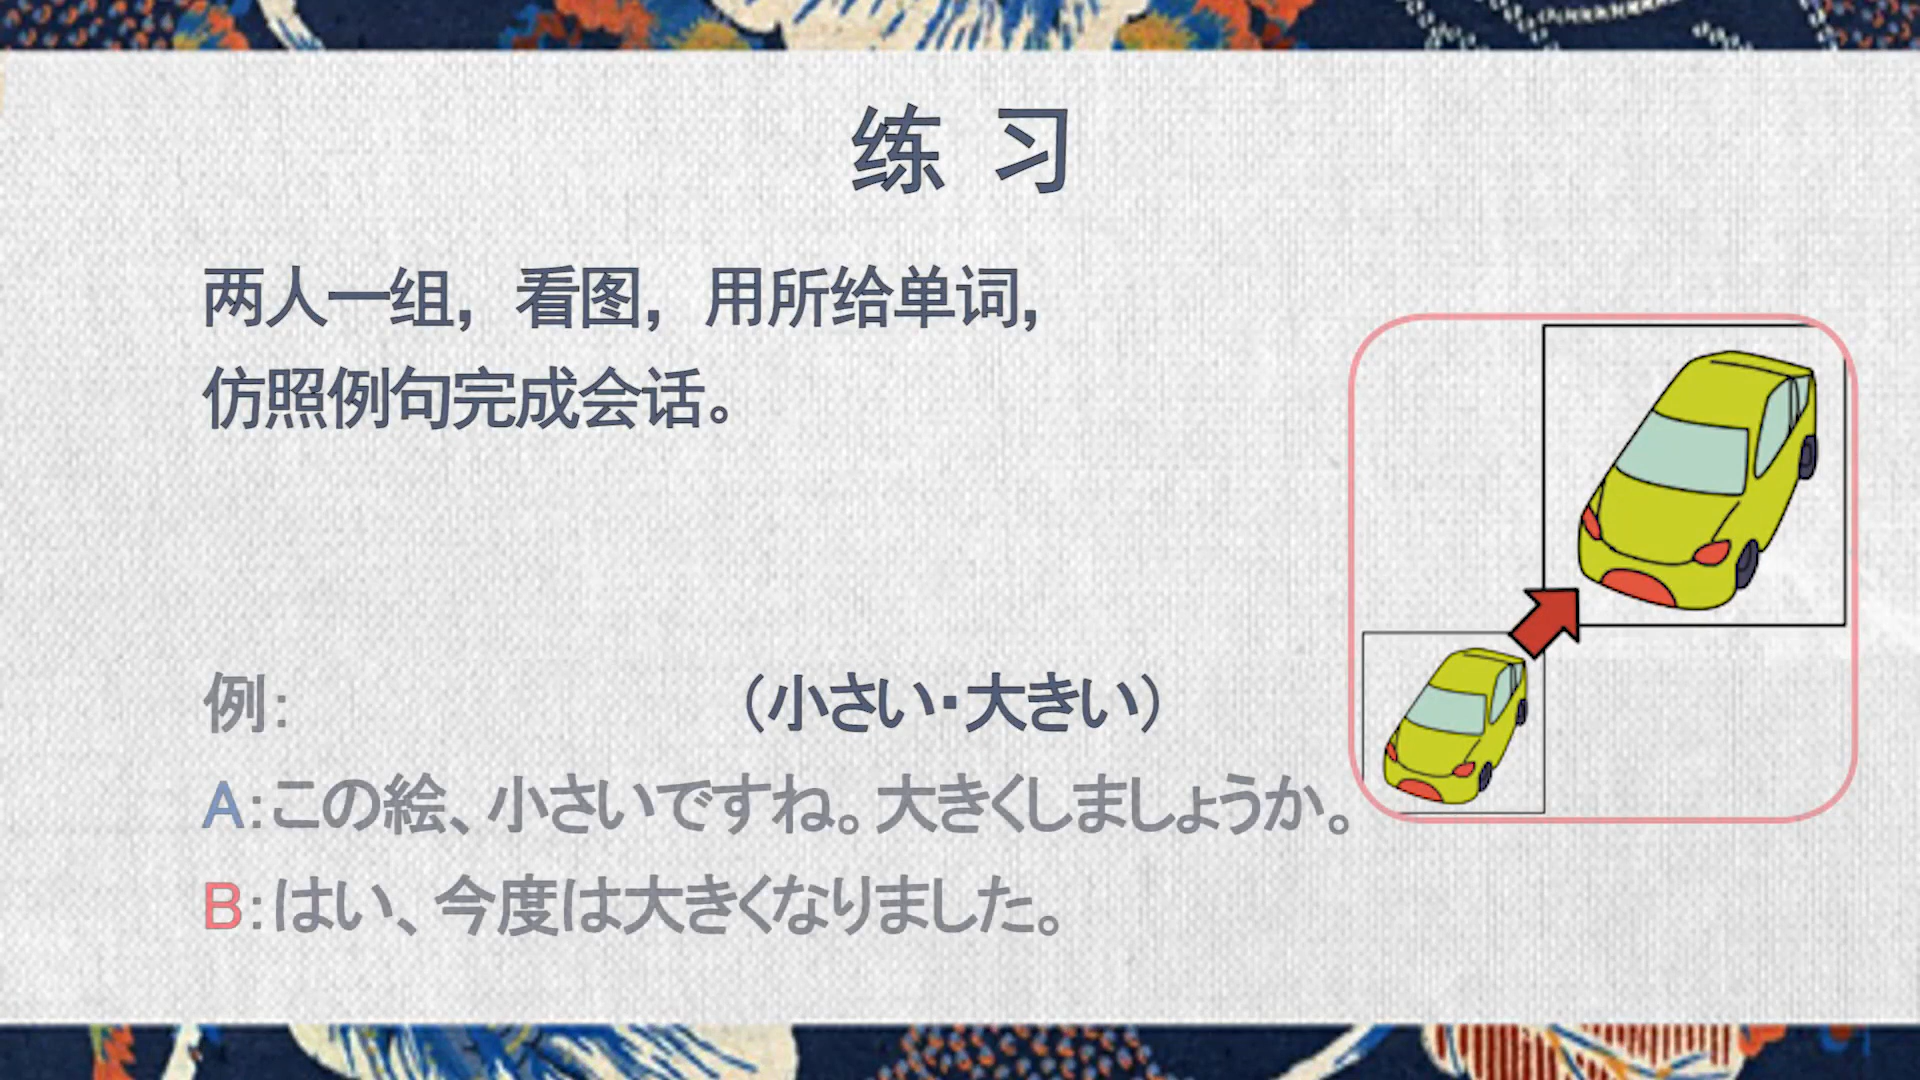 练 习
两人一组，看图，用所给单词，
仿照例句完成会话。
例：（小さい・大きい）
A：この絵、小さいですね。大きくしましょうか。
B：はい、今度は大きくなりました。